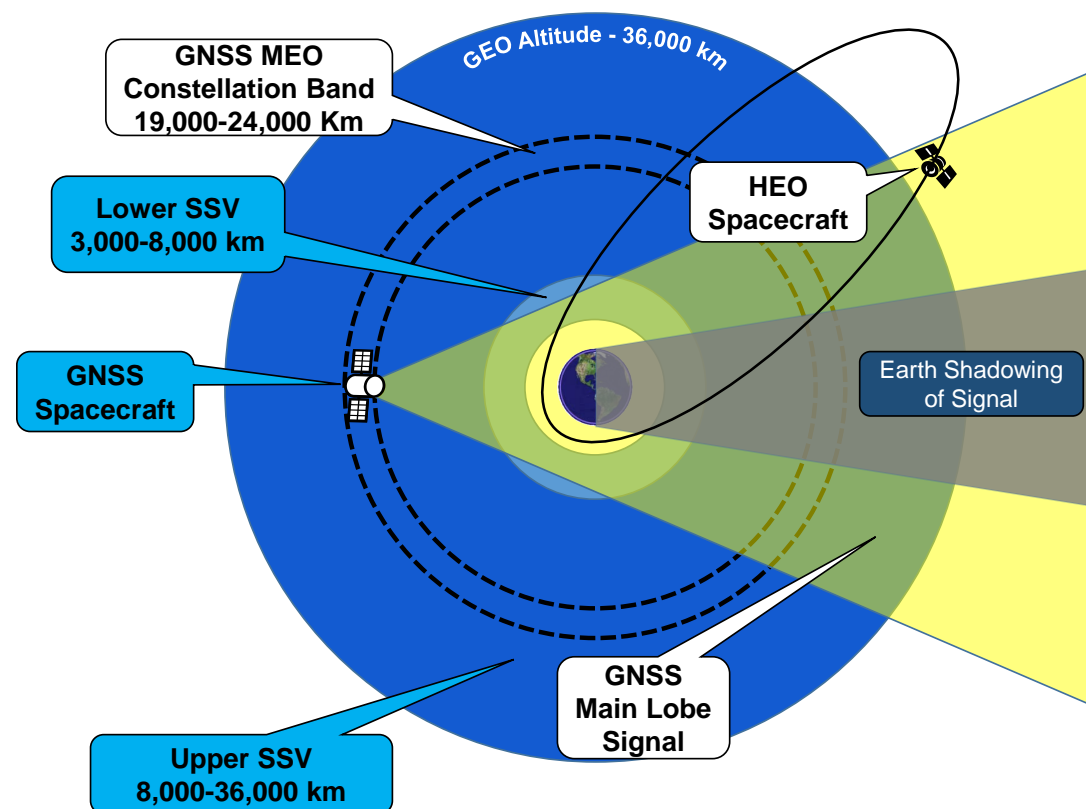 GEO Altitude - 36,000 km
GNSS MEO
Constellation Band
19,000-24,000 Km
Lower SSV
3,000-8,000 km
HEO
Spacecraft
GNSS
Spacecraft
Earth Shadowing
of Signal
GNSS
Main Lobe
Signal
Upper SSV
8,000-36,000 km